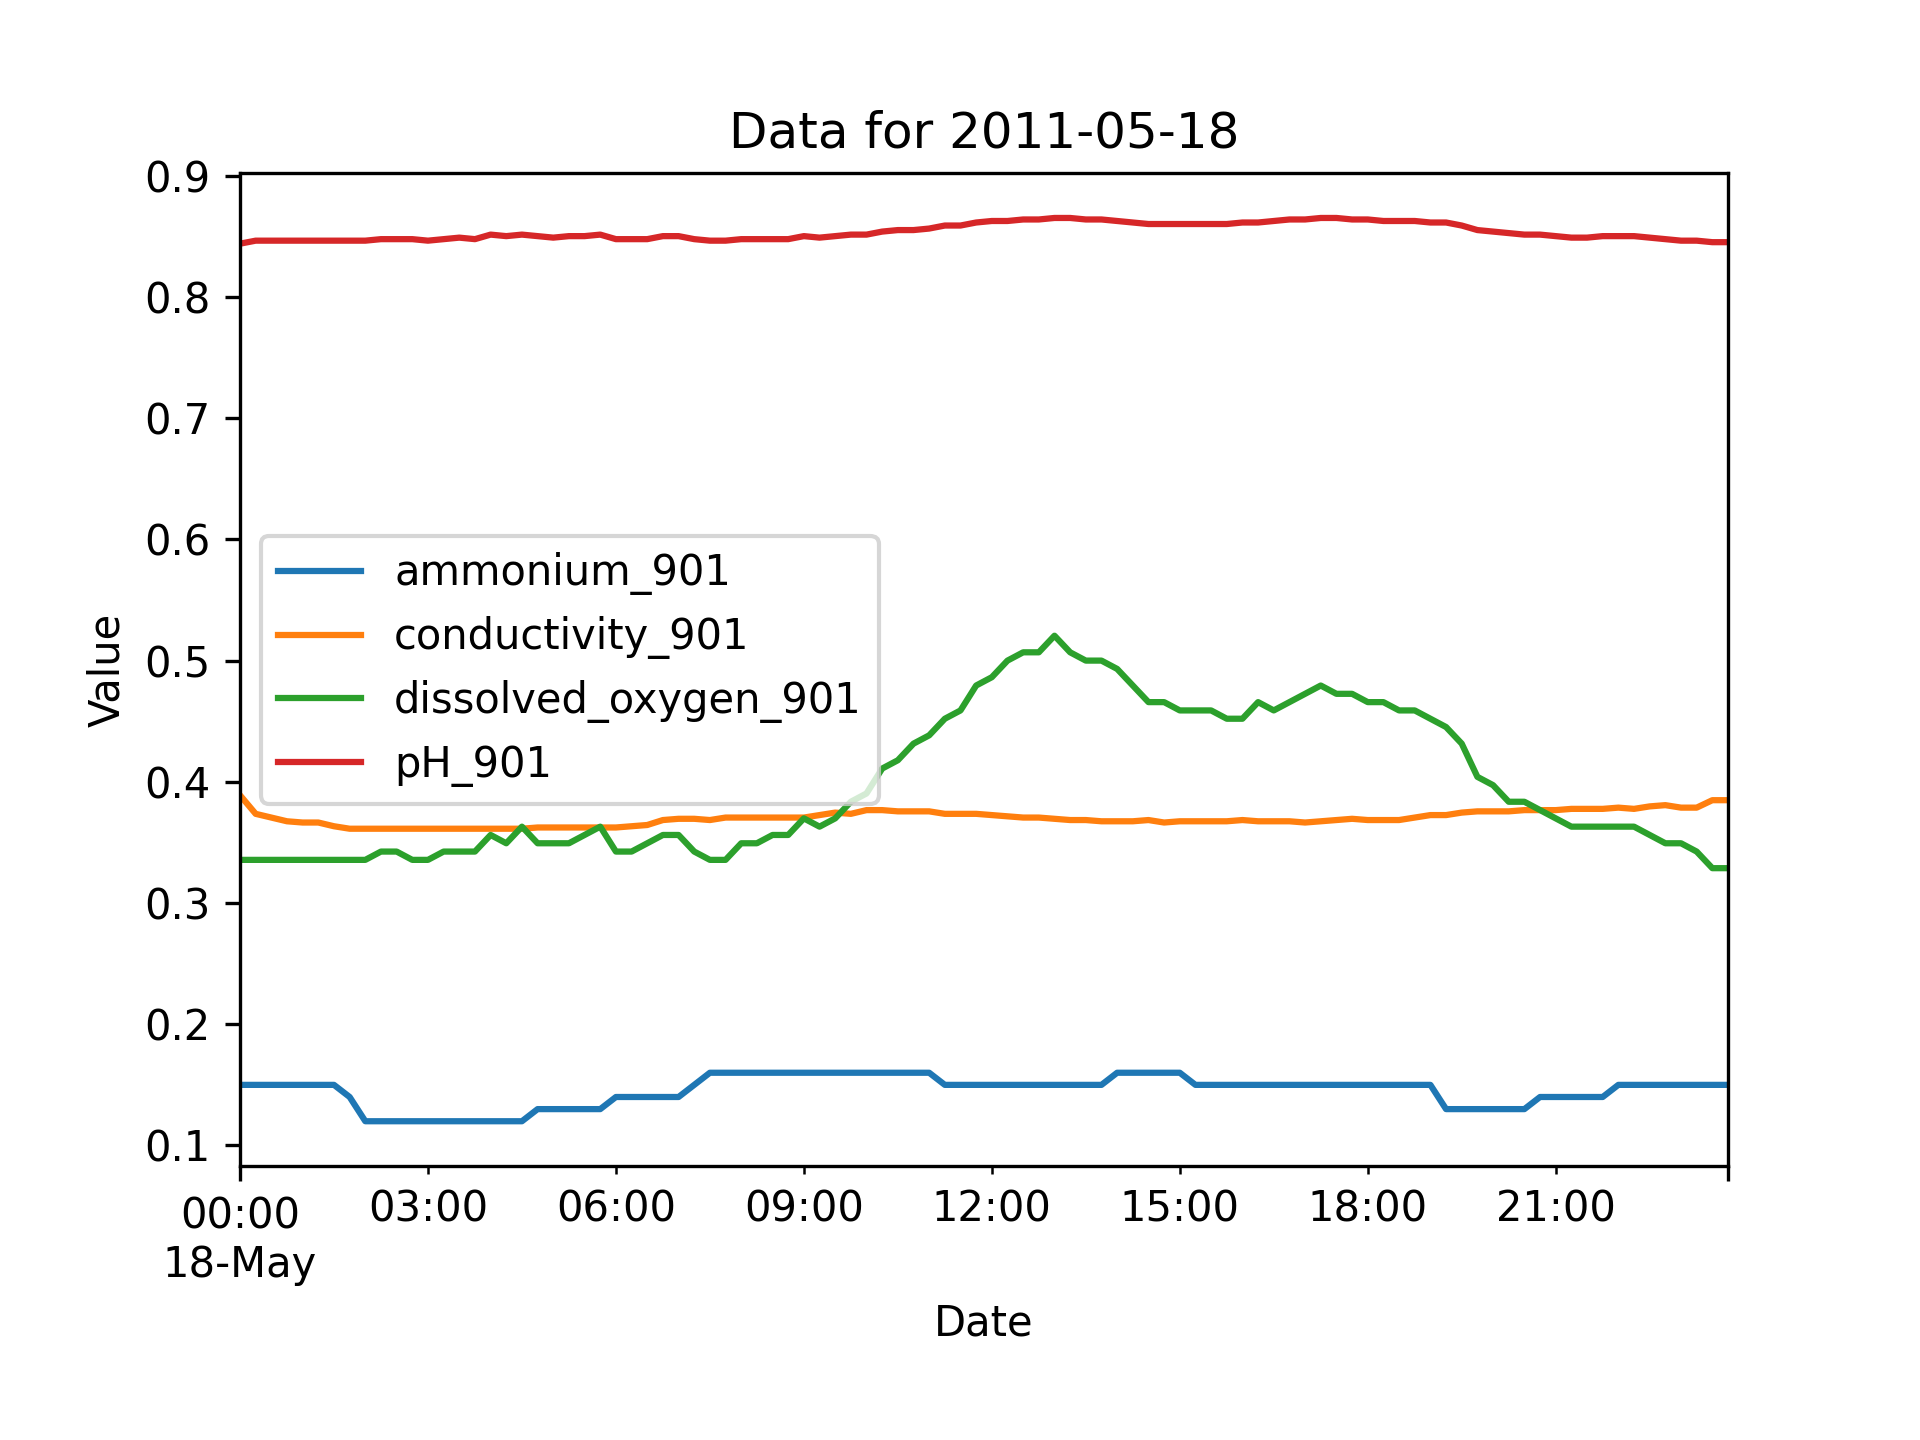 Data for 2011-05-18
0.9
0.8
0.7
0.6
0.5
0.4
0.3
0.2
0.1
Value
ammonium_901
conductivity_901
dissolved_oxygen_901
pH_901
00:00 03:00 06:00 09:00 12:00 15:00 18:00 21:00
18-May
Date